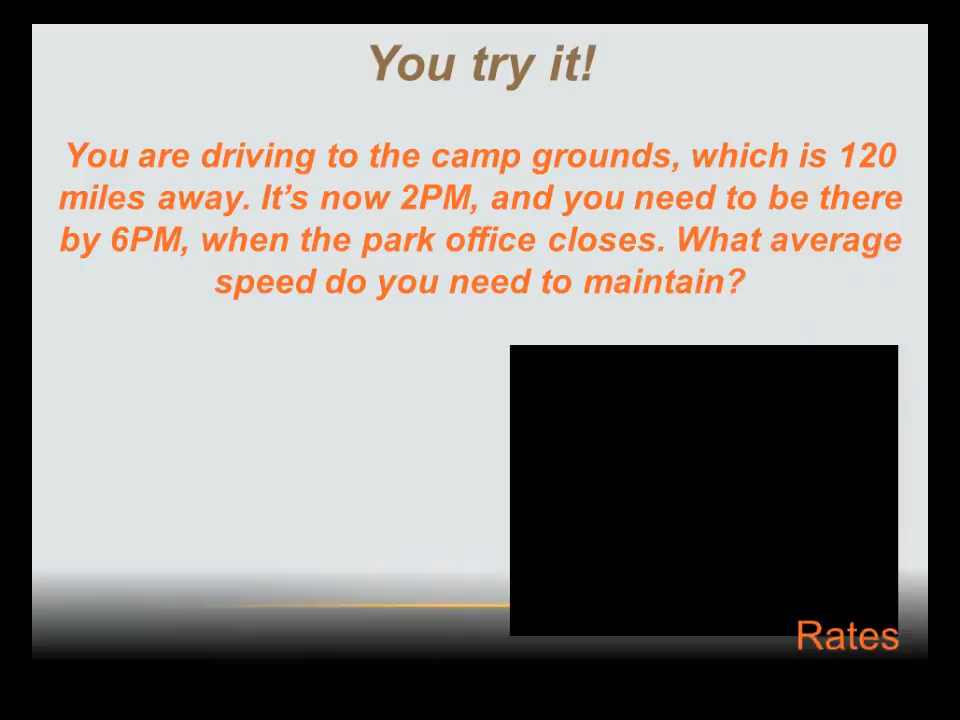 You try it!
You are driving to the camp grounds, which is 120
miles away. It’s now 2PM, and you need to be there
by 6PM, when the park office closes. What average
speed do you need to maintain?
Rates